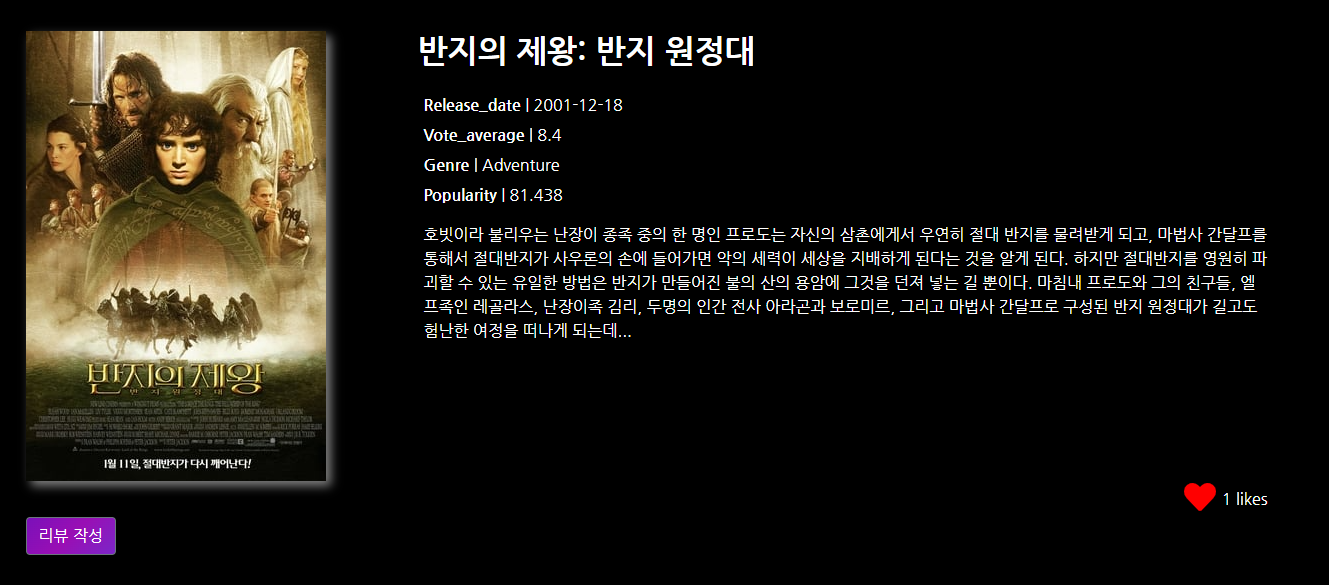 반지의 제왕: 반지 원정대
Release_date | 2001-12-18
Vote_average | 8.4
Genre | Adventure
Popularity | 81.438
호빗이라 불리우는 난장이 종족 중의 한 명인 프로도는 자신의 삼촌에게서 우연히 절대 반지를 물려받게 되고, 마법사 간달프를
통해서 절대반지가 사우론의 손에 들어가면 악의 세력이 세상을 지배하게 된다는 것을 알게 된다. 하지만 절대반지를 영원히 파
괴할 수 있는 유일한 방법은 반지가 만들어진 불의 산의 용암에 그것을 던져 넣는 길 뿐이다. 마침내 프로도와 그의 친구들, 엘
프족인 레골라스, 난장이족 김리, 두명의 인간 전사 아라곤과 보로미르, 그리고 마법사 간달프로 구성된 반지 원정대가 길고도
험난한 여정을 떠나게 되는데...
반지의 제왕
반지원정대
1월 11일, 절대반지가 다시 깨어난다!
1 likes
리뷰 작성